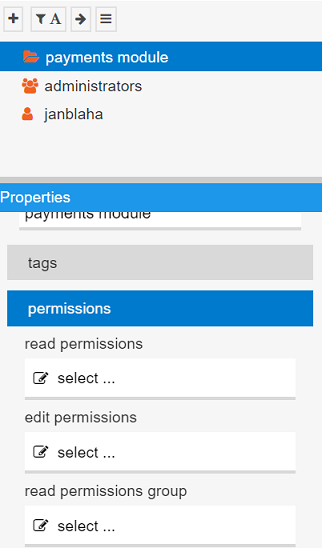 A
payments module
administrators
janblaha
Properties
payments module
tags
permissions
read permissions
select ...
edit permissions
select ...
read permissions group
select ...